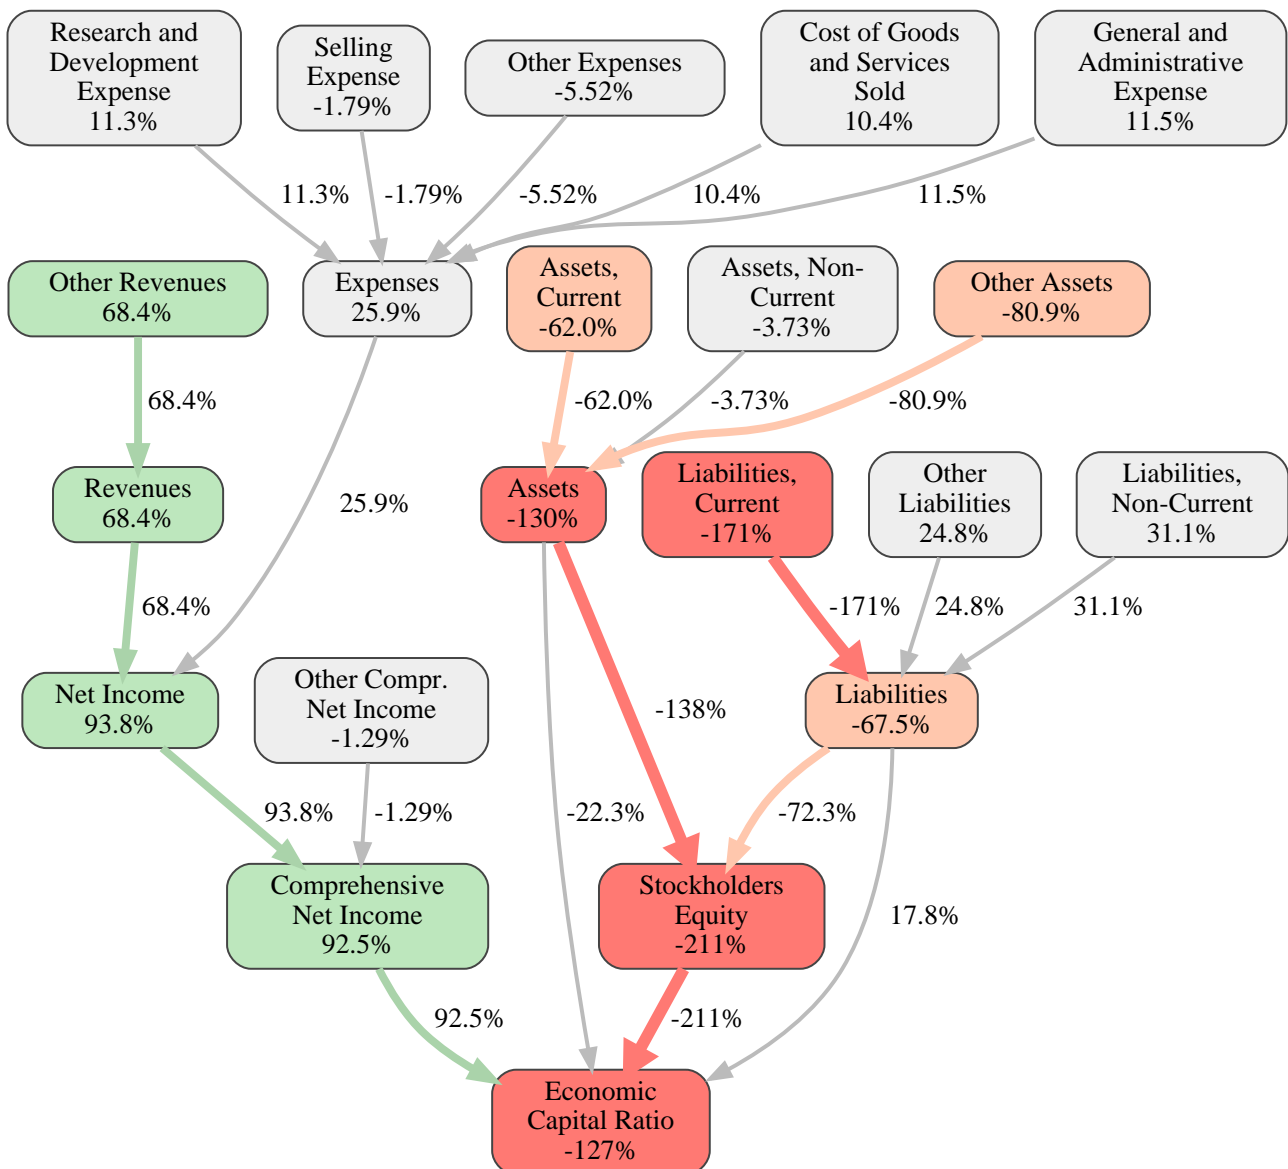 Research and
Development
Expense
11.3%
Selling
Expense
-1.79%
Other Expenses
-5.52%
Cost of Goods
and Services
Sold
10.4%
General and
Administrative
Expense
11.5%
11.3%
-1.79%
-5.52%
10.4%
11.5%
Other Revenues
68.4%
Expenses
25.9%
Assets,
Current
-62.0%
Assets, Non-
Current
-3.73%
Other Assets
-80.9%
68.4%
-62.0%
-3.73%
-80.9%
Revenues
68.4%
25.9%
Assets
-130%
Liabilities,
Current
-171%
Other
Liabilities
24.8%
Liabilities,
Non-Current
31.1%
68.4%
-171%
24.8%
31.1%
Net Income
93.8%
Other Compr.
Net Income
-1.29%
-138%
Liabilities
-67.5%
93.8%
-1.29%
-22.3%
-72.3%
Comprehensive
Net Income
92.5%
Stockholders
Equity
-211%
17.8%
92.5%
-211%
Economic
Capital Ratio
-127%